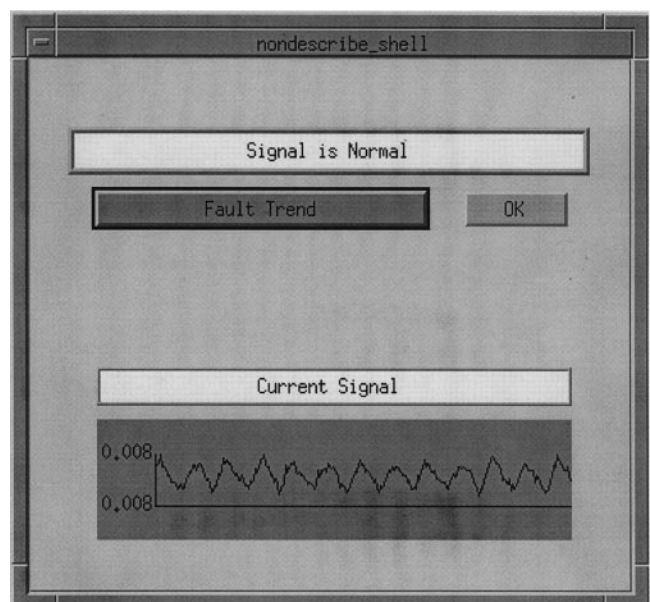 nondescribe_shell
Signal is Normal
Fault Trend
OK
Current Signal
0.008
0.008